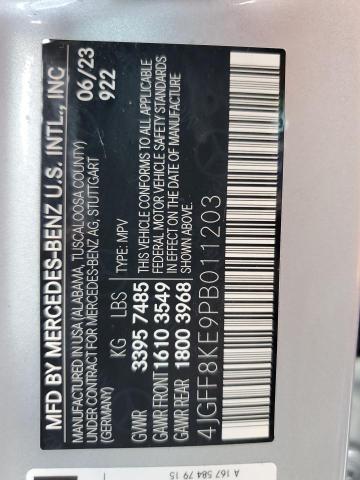 MFD BY MERCEDES-BENZ U.S. INTL., INC
MANUFACTURED IN USA (ALABAMA, TUSCALOOSA COUNTY)
UNDER CONTRACT FOR MERCEDES-BENZ AG, STUTTGART
06/23
922
KG LBS TYPE: MPV
GVWR 3395 7485
GAWR FRONT 1610 3549
GAWR REAR 1800 3968
THIS VEHICLE CONFORMS TO ALL APPLICABLE
FEDERAL MOTOR VEHICLE SAFETY STANDARDS
IN EFFECT ON THE DATE OF MANUFACTURE
SHOWN ABOVE.
4JGFF8KE9PB011203
A 167 584 79 15